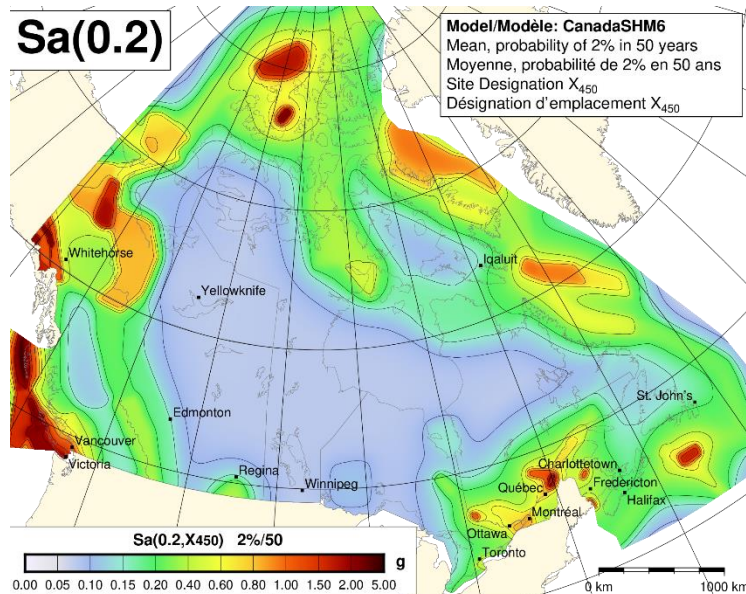 Sa(0.2)
Model/Modèle: CanadaSHM6
Mean, probability of 2% in 50 years
Moyenne, probabilité de 2% en 50 ans
Site Designation X450
Désignation d'emplacement X450
Whitehorse
Iqaluit
Yellowknife
St. John's
Edmonton
Vancouver
Victoria
Regina
Winnipeg
Charlottetown
Québec
Fredericton
Halifax
Montréal
Ottawa
Toronto
Sa(0.2,X450) 2%/50
g
0.00 0.05 0.10 0.15 0.20 0.40 0.60 0.80 1.00 1.50 2.00 5.00
0 km 1000 km